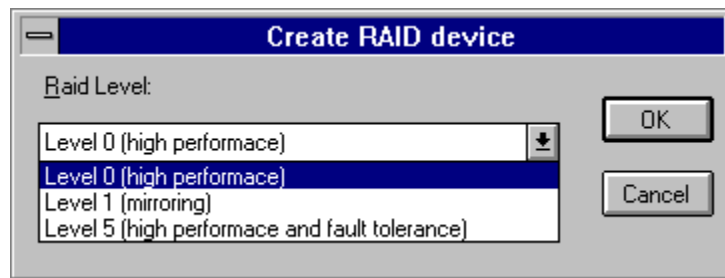 Create RAID device
Raid Level:
Level 0 (high performace)
OK
Level 0 (high performace)
Level 1 (mirroring)
Level 5 (high performace and fault tolerance)
Cancel